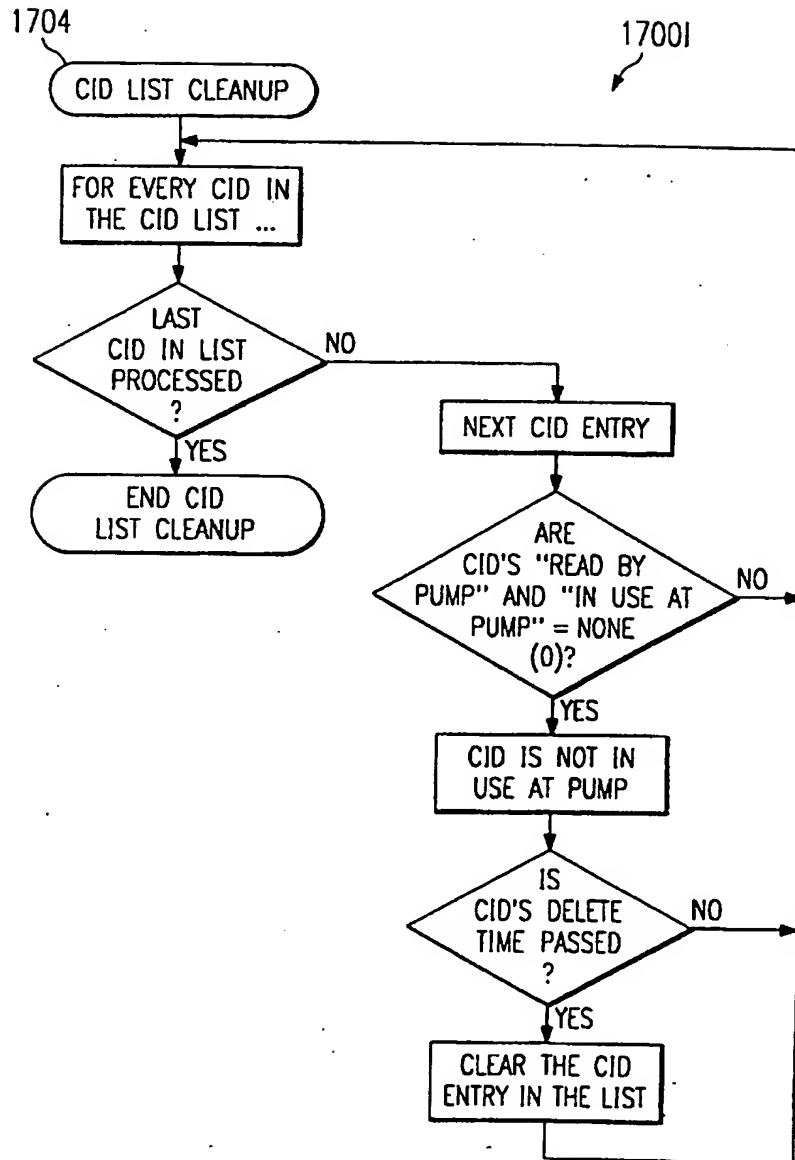 1704
1700I
CID LIST CLEANUP
FOR EVERY CID IN
THE CID LIST ...
LAST
CID IN LIST
PROCESSED
?
NO
YES
END CID
LIST CLEANUP
NEXT CID ENTRY
ARE
CID'S "READ BY
PUMP" AND "IN USE AT
PUMP" = NONE
(0)?
NO
YES
CID IS NOT IN
USE AT PUMP
IS
CID'S DELETE
TIME PASSED
?
NO
YES
CLEAR THE CID
ENTRY IN THE LIST